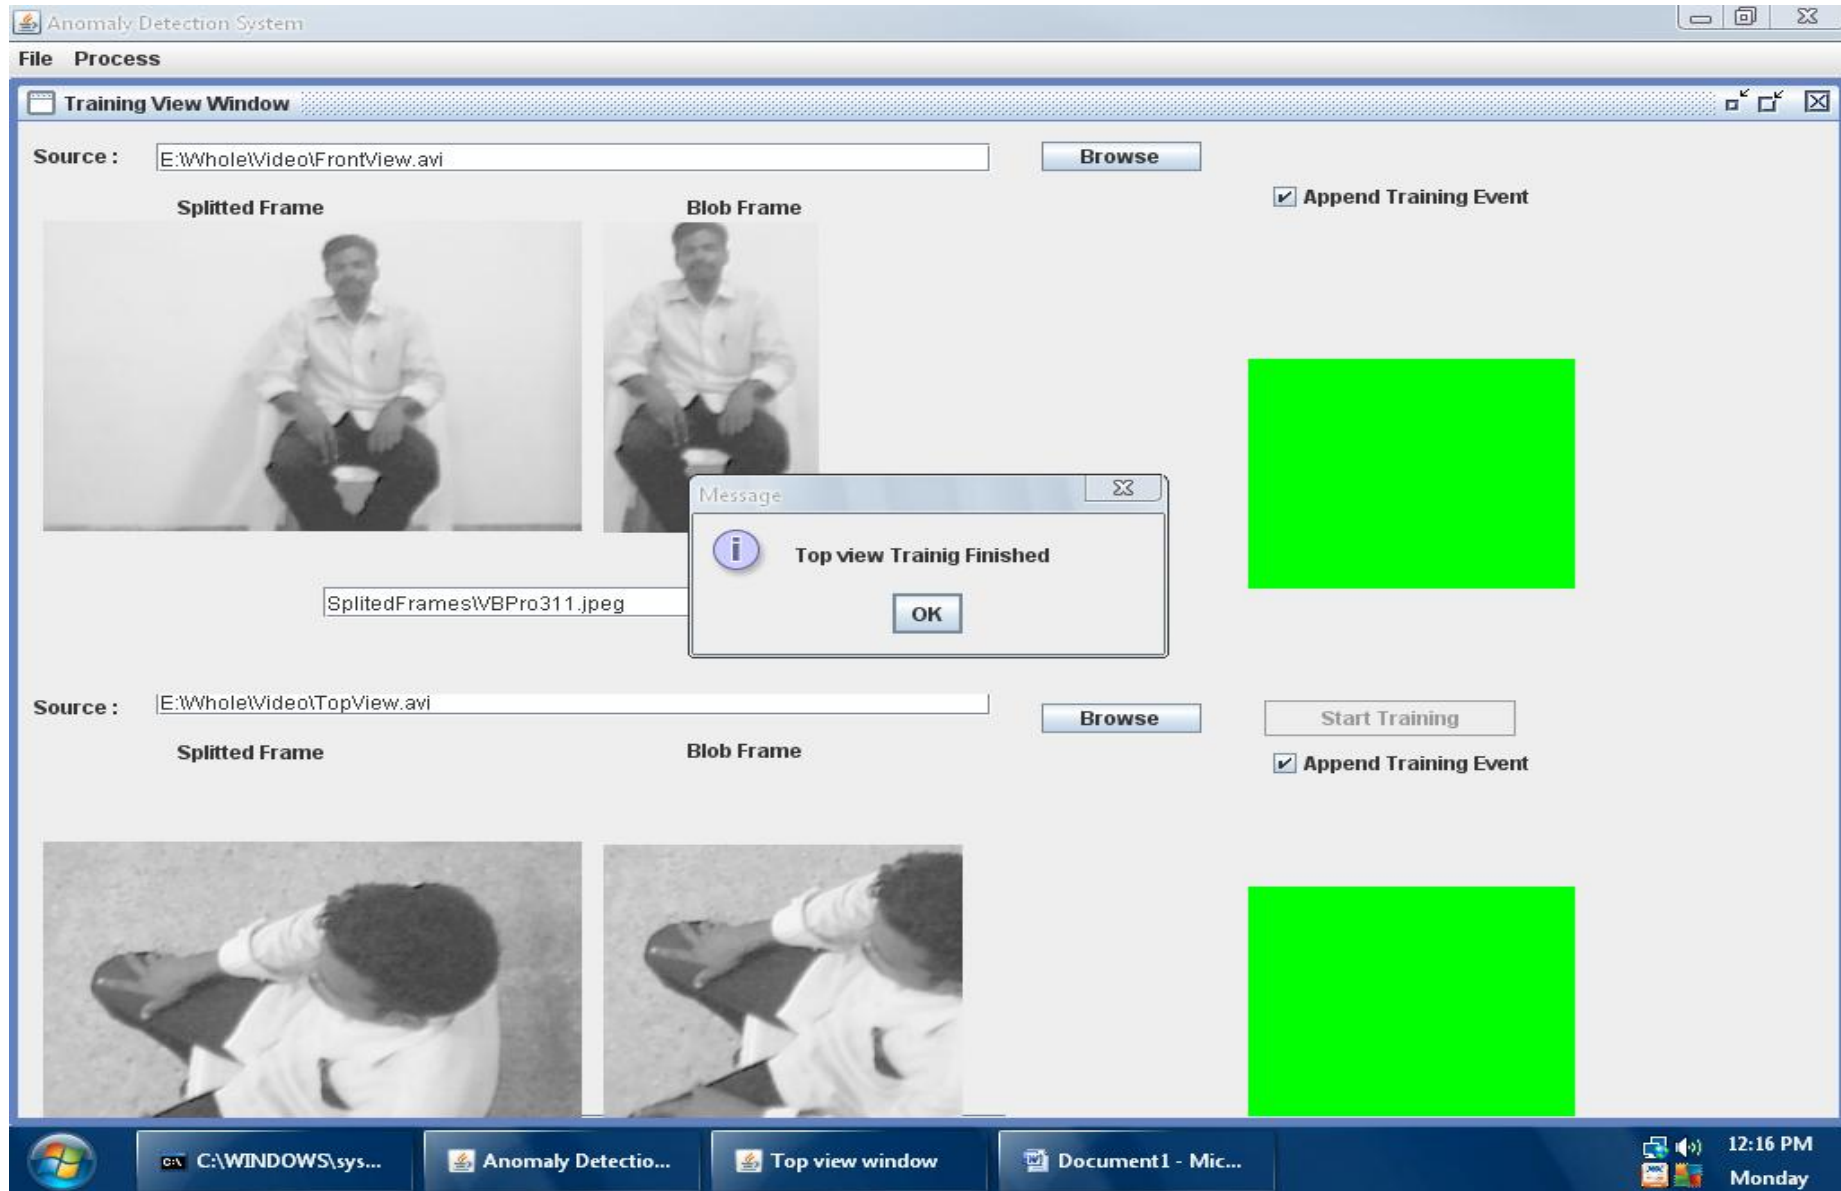 Anomaly Detection System
File Process
Training View Window
Source : E:\Whole\Video\FrontView.avi Browse
Append Training Event
Splitted Frame Blob Frame
Message
Top view Trainig Finished
OK
SplitedFrames\VBPro311.jpeg
Source : E:\Whole\Video\TopView.avi Browse Start Training
Splitted Frame Blob Frame
Append Training Event
C:\WINDOWS\sys... Anomaly Detectio... Top view window Document1 - Mic... 12:16 PM
Monday